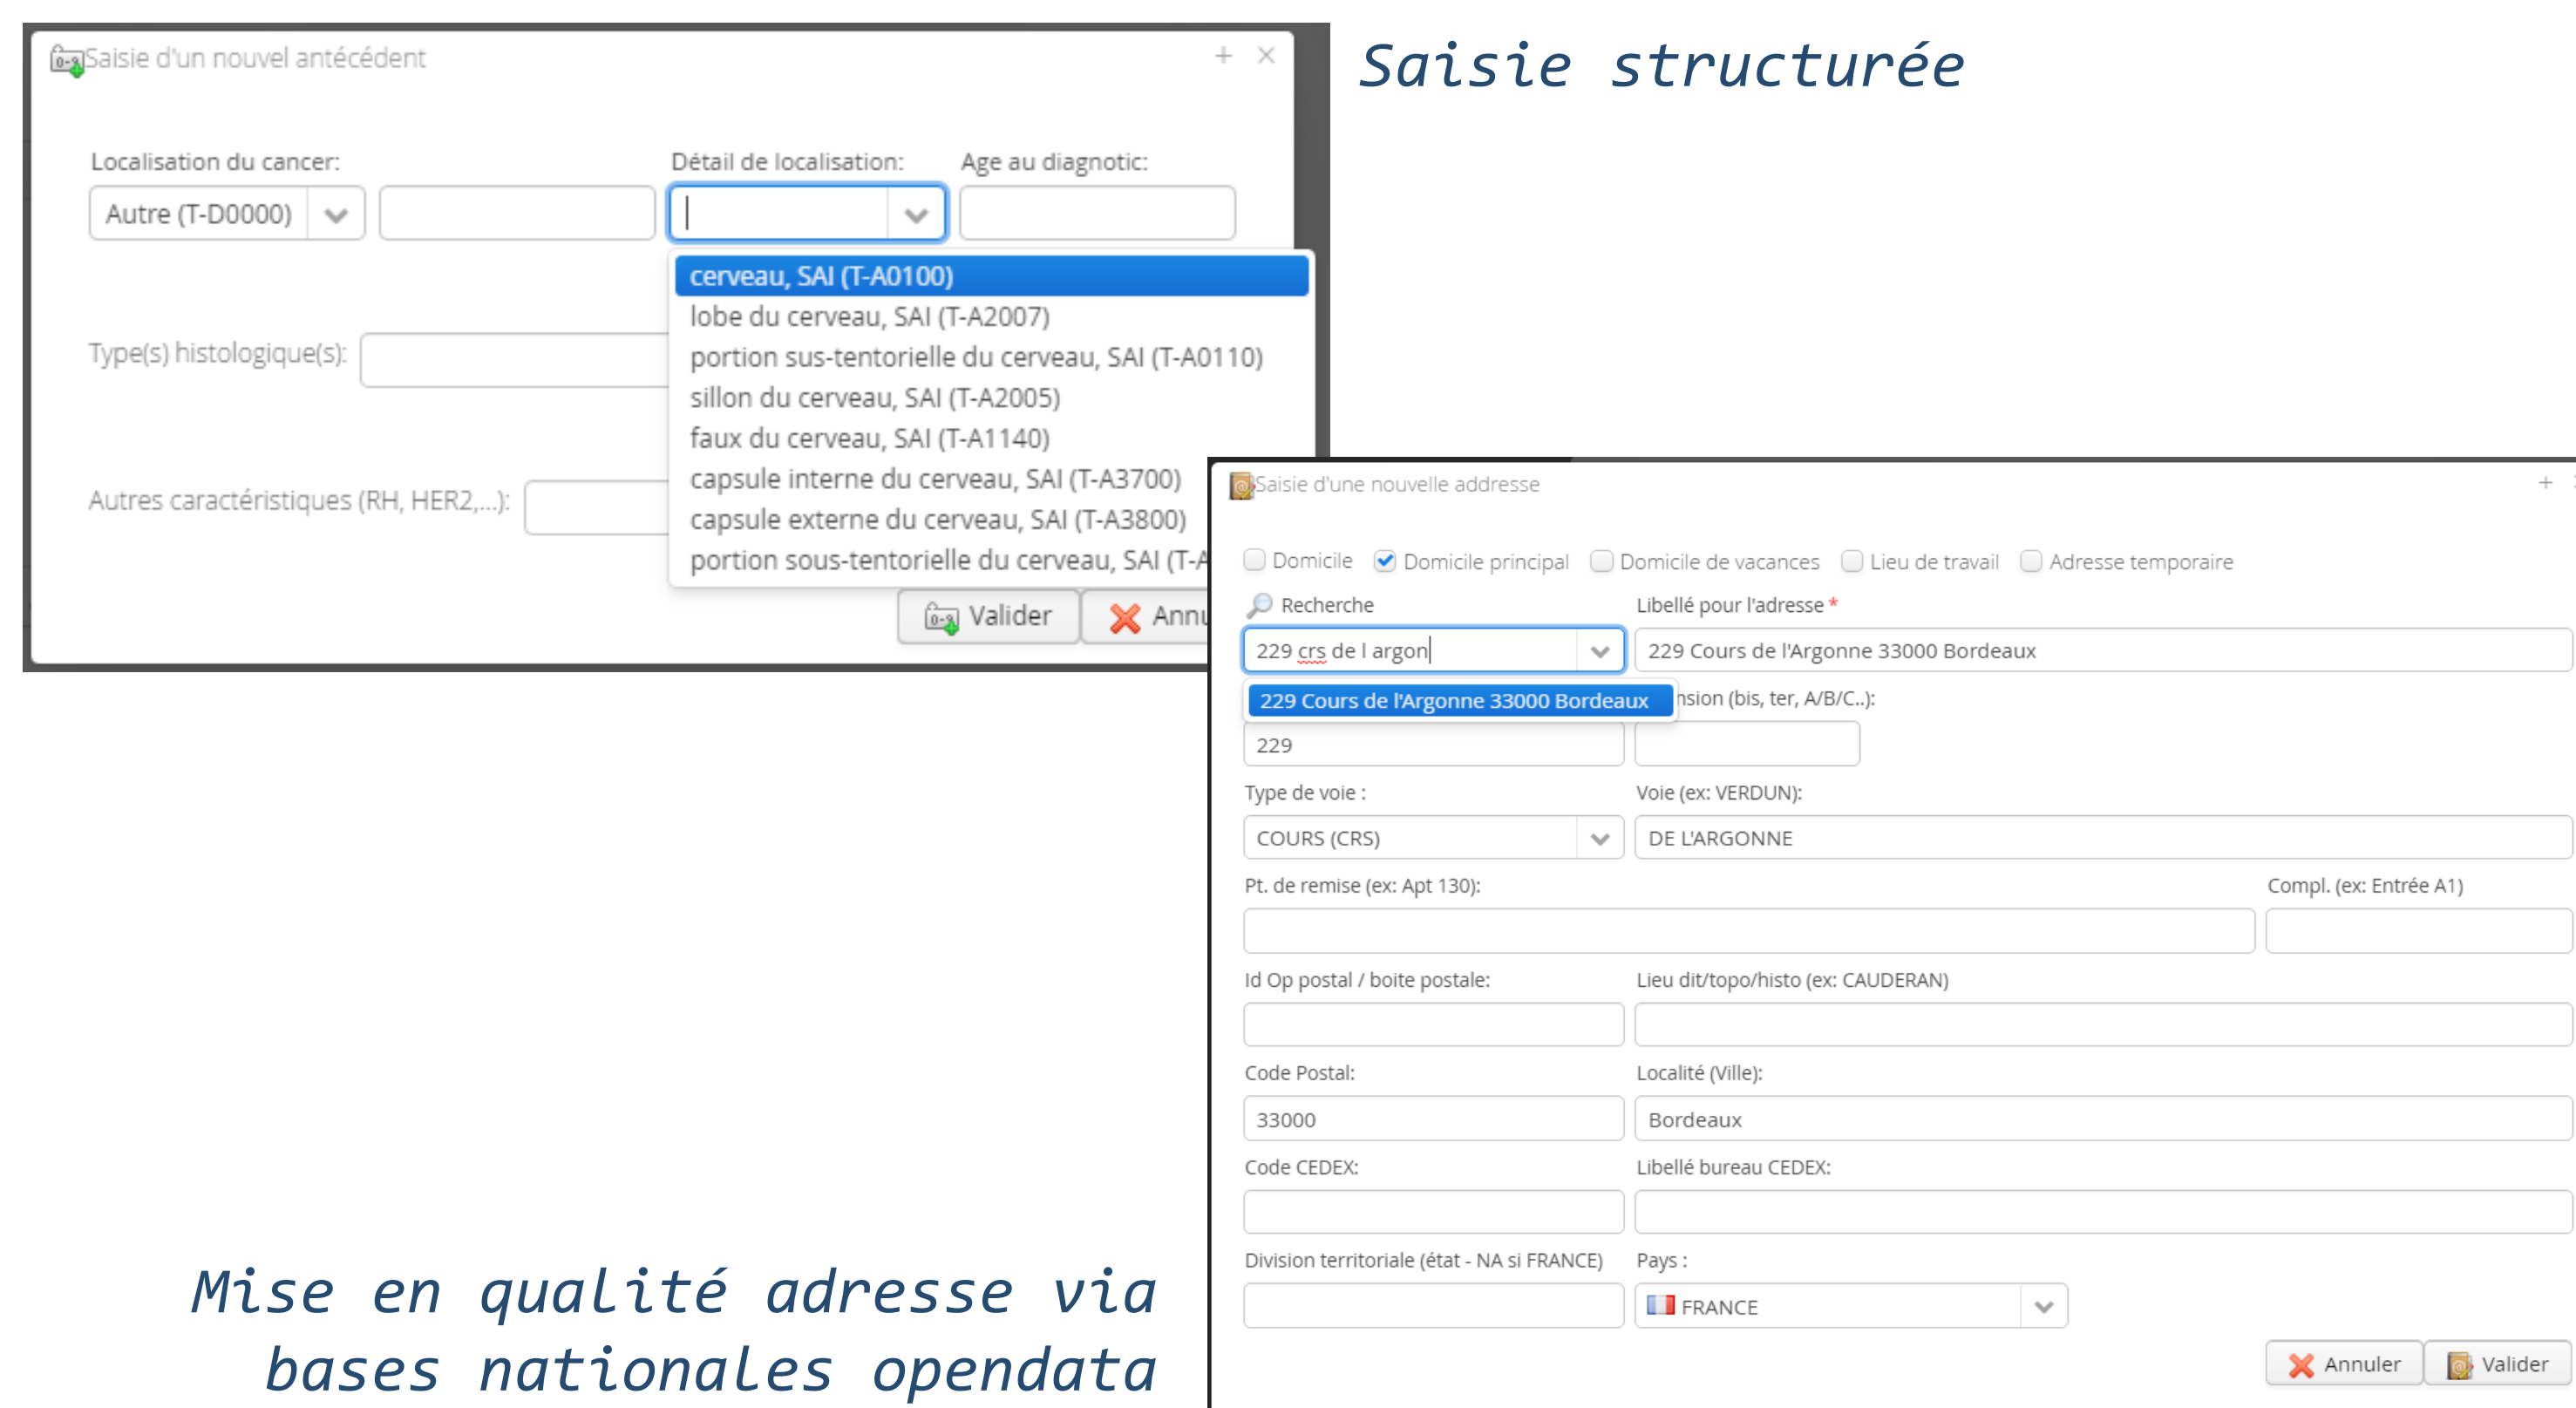 Saisie structurée
Saisie d'un nouvel antécédent
Localisation du cancer: Détail de localisation: Age au diagnotic:
Autre (T-D0000)
cerveau, SAI (T-A0100)
lobe du cerveau, SAI (T-A2007)
portion sus-tentorielle du cerveau, SAI (T-A0110)
sillon du cerveau, SAI (T-A2005)
faux du cerveau, SAI (T-A1140)
capsule interne du cerveau, SAI (T-A3700)
capsule externe du cerveau, SAI (T-A3800)
portion sous-tentorielle du cerveau, SAI (T-A
Type(s) histologique(s):
Autres caractéristiques (RH, HER2,...):
Valider Annu
Saisie d'une nouvelle addresse
Domicile Domicile principal Domicile de vacances Lieu de travail Adresse temporaire
Recherche Libellé pour l'adresse *
229 crs de l argon 229 Cours de l'Argonne 33000 Bordeaux
229 Cours de l'Argonne 33000 Bordeaux nsion (bis, ter, A/B/C..):
229
Type de voie : Voie (ex: VERDUN):
COURS (CRS) DE L'ARGONNE
Pt. de remise (ex: Apt 130): Compl. (ex: Entrée A1)
Id Op postal / boite postale: Lieu dit/topo/histo (ex: CAUDERAN)
Code Postal: Localité (Ville):
33000 Bordeaux
Code CEDEX: Libellé bureau CEDEX:
Division territoriale (état - NA si FRANCE) Pays :
FRANCE
Annuler Valider
Mise en qualité adresse via
bases nationales opendata